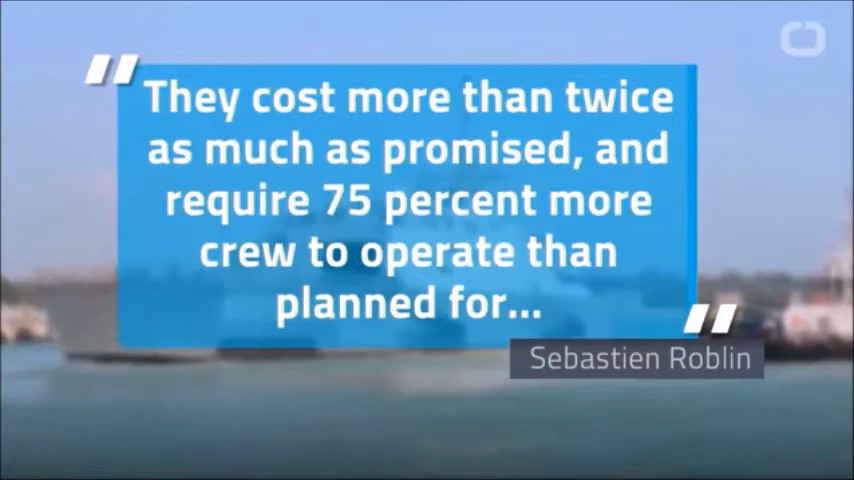 They cost more than twice
as much as promised, and
require 75 percent more
crew to operate than
planned for...
Sebastien Roblin